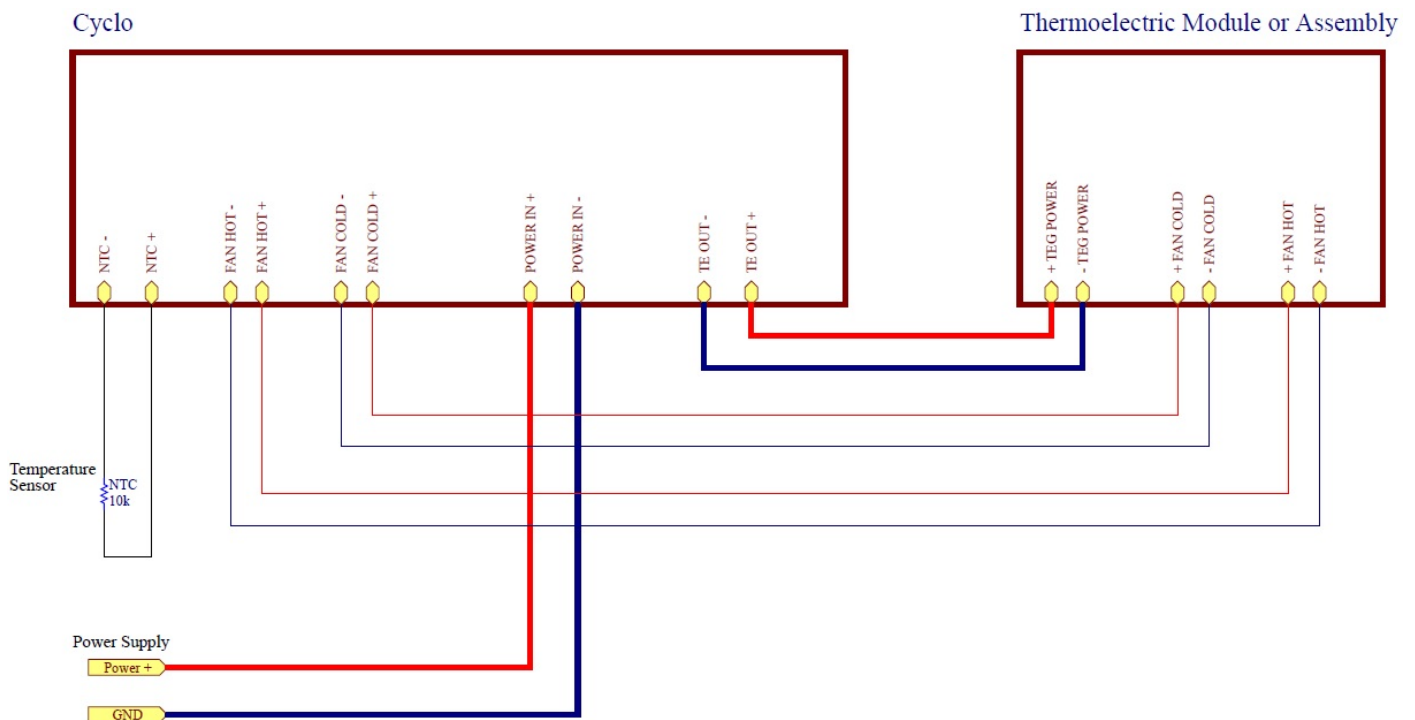 Cyclo
Thermoelectric Module or Assembly
NTC -
NTC +
FAN HOT -
FAN HOT +
FAN COLD -
FAN COLD +
POWER IN +
POWER IN -
TE OUT -
TE OUT +
+ TEG POWER
- TEG POWER
+ FAN COLD
- FAN COLD
+ FAN HOT
- FAN HOT
Temperature
Sensor
NTC
10k
Power Supply
Power +
GND